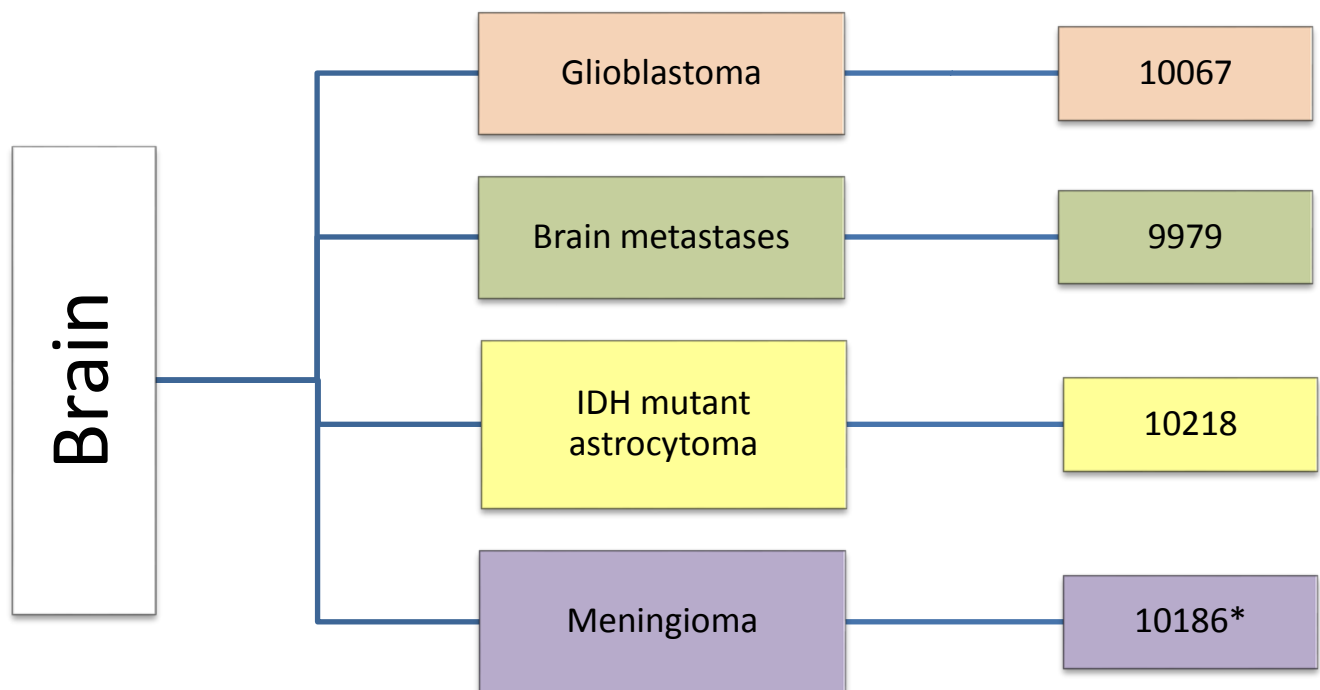 Brain
Glioblastoma
10067
Brain metastases
9979
IDH mutant
astrocytoma
10218
Meningioma
10186*